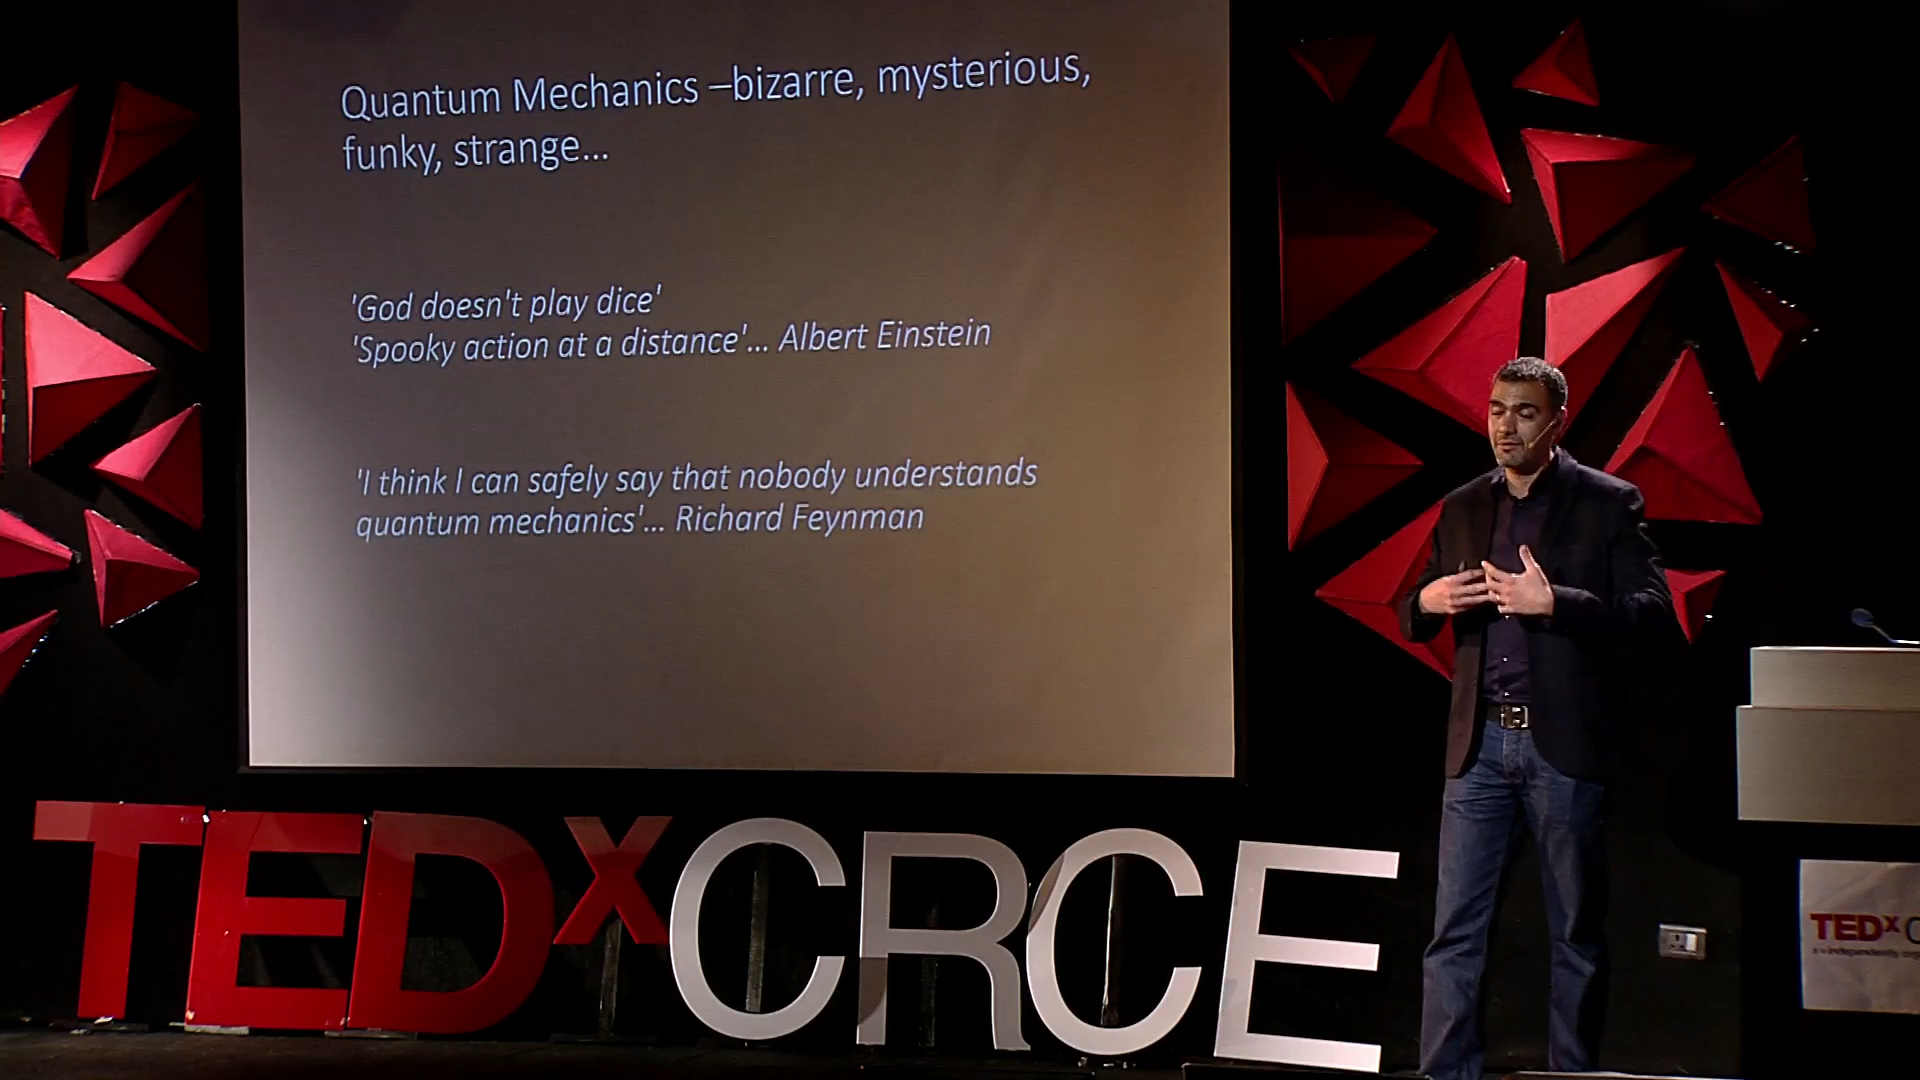 Quantum Mechanics –bizarre, mysterious,
funky, strange...
'God doesn't play dice'
'Spooky action at a distance'... Albert Einstein
'I think I can safely say that nobody understands
quantum mechanics'... Richard Feynman
TEDxCRCE
TEDx
x = independently